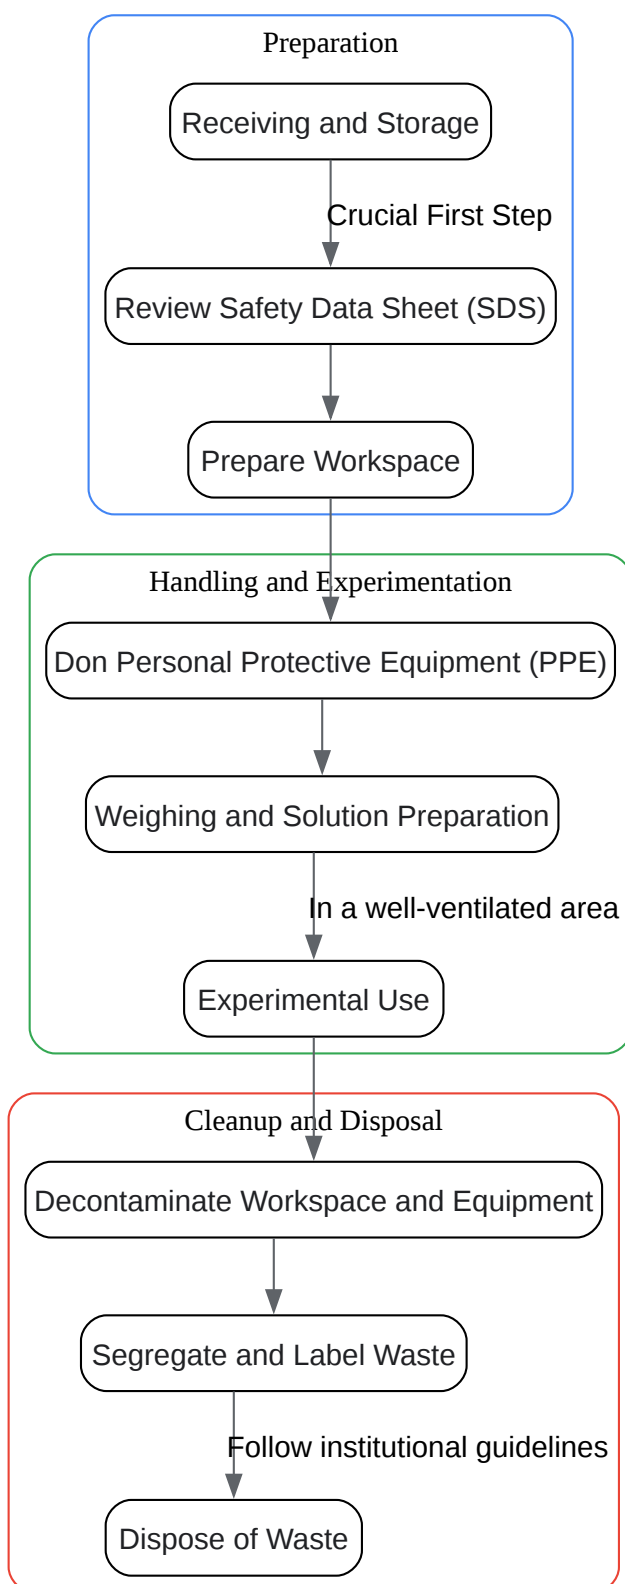 Preparation
Receiving and Storage
Crucial First Step
Review Safety Data Sheet (SDS)
Prepare Workspace
Handling and Experimentation
Don Personal Protective Equipment (PPE)
Weighing and Solution Preparation
In a well-ventilated area
Experimental Use
Cleanup and Disposal
Decontaminate Workspace and Equipment
Segregate and Label Waste
Follow institutional guidelines
Dispose of Waste